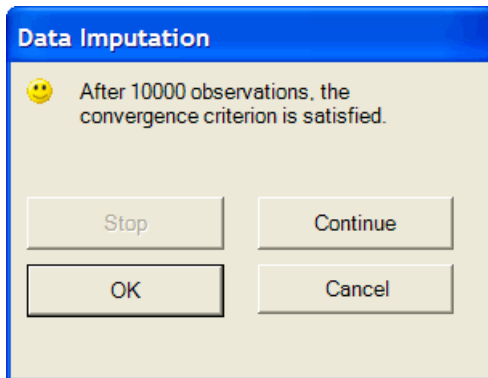 Data Imputation
After 10000 observations, the
convergence criterion is satisfied.
Stop
Continue
OK
Cancel